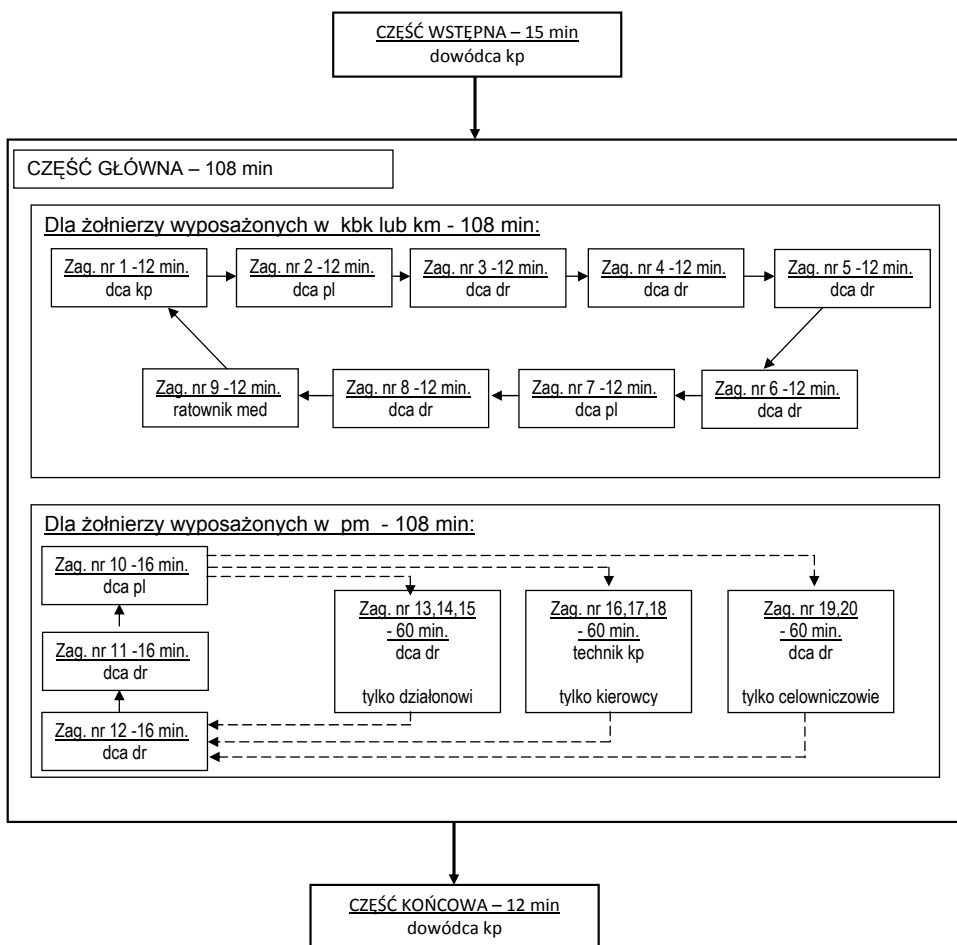 CZĘŚĆ WSTĘPNA – 15 min
dowódca kp
CZĘŚĆ GŁÓWNA – 108 min
Dla żołnierzy wyposażonych w kbk lub km - 108 min:
Zag. nr 1 -12 min.
dca kp
Zag. nr 2 -12 min.
dca pl
Zag. nr 3 -12 min.
dca dr
Zag. nr 4 -12 min.
dca dr
Zag. nr 5 -12 min.
dca dr
Zag. nr 9 -12 min.
ratownik med
Zag. nr 8 -12 min.
dca dr
Zag. nr 7 -12 min.
dca pl
Zag. nr 6 -12 min.
dca dr
Dla żołnierzy wyposażonych w pm - 108 min:
Zag. nr 10 -16 min.
dca pl
Zag. nr 11 -16 min.
dca dr
Zag. nr 12 -16 min.
dca dr
Zag. nr 13,14,15
- 60 min.
dca dr
tylko działonowi
Zag. nr 16,17,18
- 60 min.
technik kp
tylko kierowcy
Zag. nr 19,20
- 60 min.
dca dr
tylko celowniczowie
CZĘŚĆ KOŃCOWA – 12 min
dowódca kp